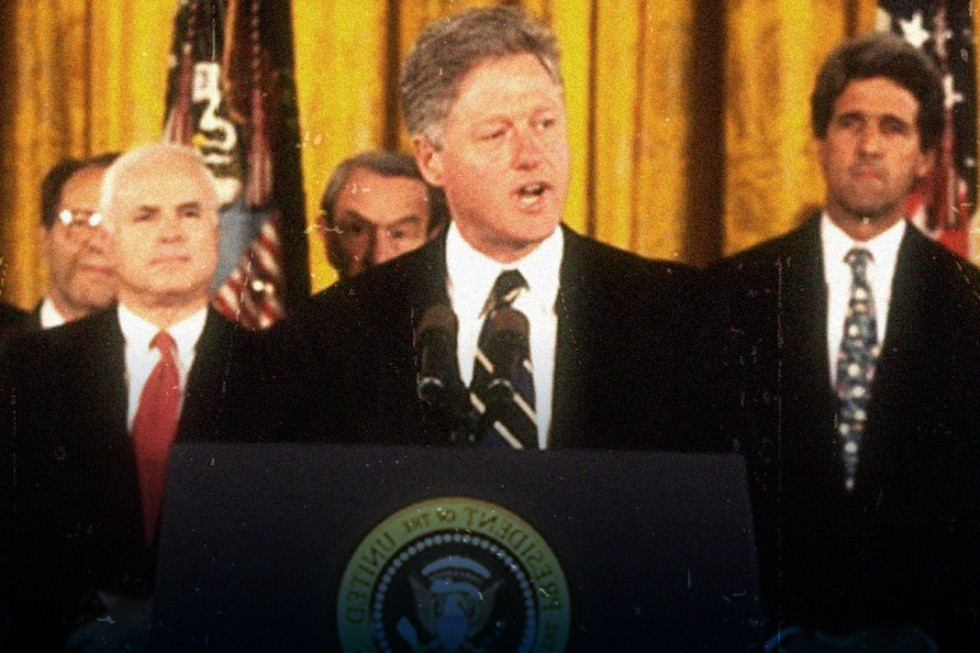 PRESIDENT OF THE UNITED